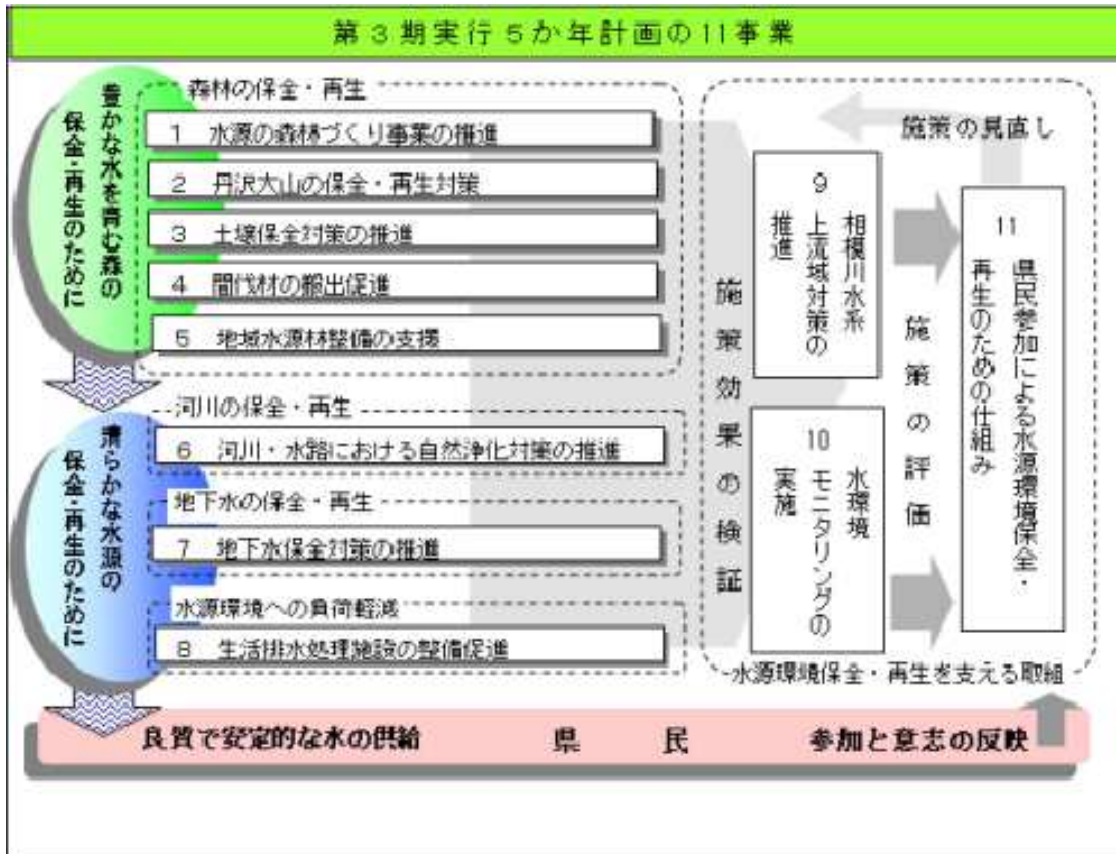 第3期実行5か年計画の11事業
豊かな水を育む森の
保全・再生のために
森林の保全・再生
1 水源の森林づくり事業の推進
2 丹沢大山の保全・再生対策
3 土壌保全対策の推進
4 間伐材の搬出促進
5 地域水源林整備の支援
清らかな水源の
保全・再生のために
河川の保全・再生
6 河川・水路における自然浄化対策の推進
地下水の保全・再生
7 地下水保全対策の推進
水源環境への負荷軽減
8 生活排水処理施設の整備促進
施策効果の検証
9
相模川水系
上流域対策の
推進
10
水環境
モニタリングの
実施
施策の評価
施策の見直し
11
県民参加による水源環境保全・
再生のための仕組み
水源環境保全・再生を支える取組
良質で安定的な水の供給 県 民 参加と意志の反映